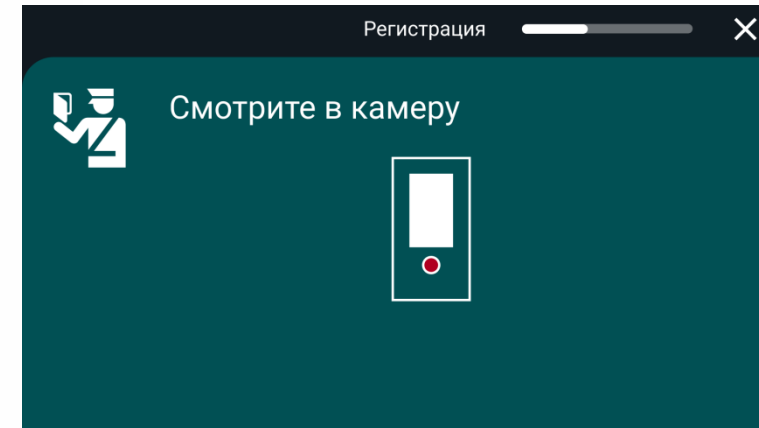 Регистрация
Смотрите в камеру